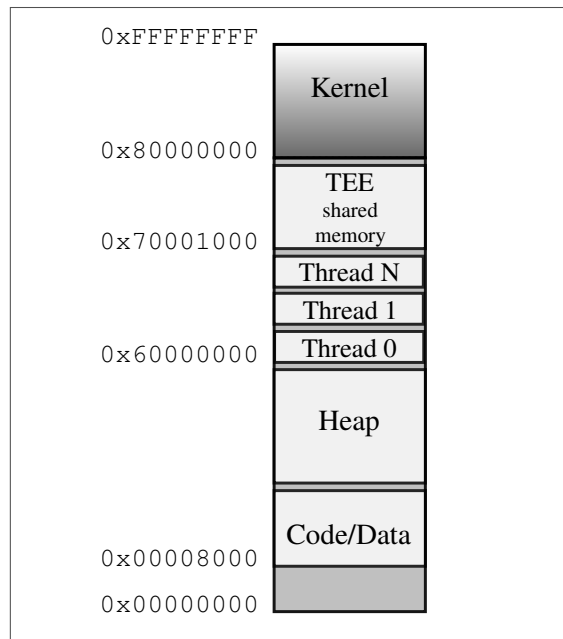 0xFFFFFFFF
Kernel
0x80000000
TEE
shared
memory
0x70001000
Thread N
Thread 1
Thread 0
0x60000000
Heap
Code/Data
0x00008000
0x00000000